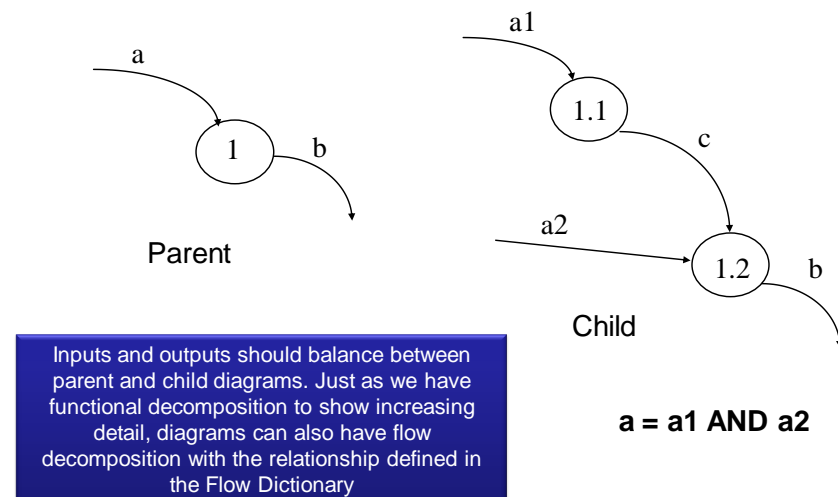 a
1
b
Parent
a1
1.1
c
a2
1.2
b
Child
Inputs and outputs should balance between
parent and child diagrams. Just as we have
functional decomposition to show increasing
detail, diagrams can also have flow
decomposition with the relationship defined in
the Flow Dictionary
a = a1 AND a2